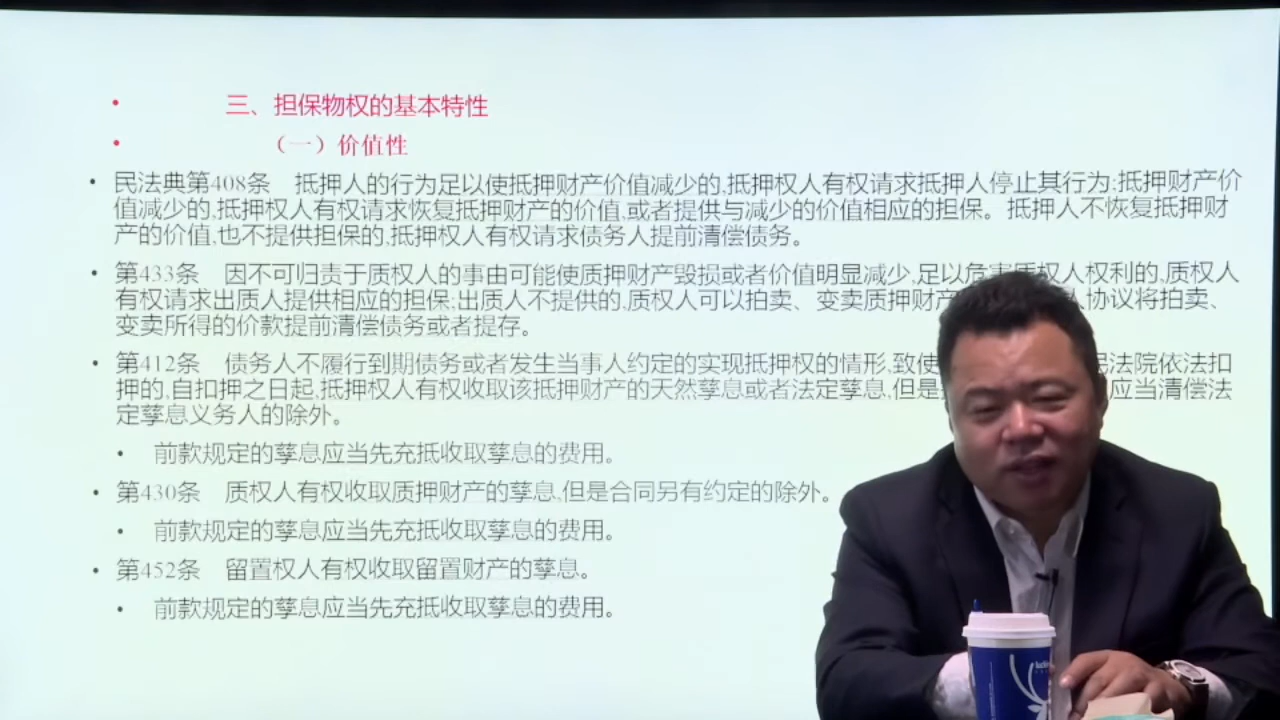 三、担保物权的基本特性
（一）价值性
民法典第408条 抵押人的行为足以使抵押财产价值减少的,抵押权人有权请求抵押人停止其行为;抵押财产价
值减少的,抵押权人有权请求恢复抵押财产的价值,或者提供与减少的价值相应的担保。抵押人不恢复抵押财
产的价值,也不提供担保的,抵押权人有权请求债务人提前清偿债务。
第433条 因不可归责于质权人的事由可能使质押财产毁损或者价值明显减少,足以危害质权人权利的,质权人
有权请求出质人提供相应的担保;出质人不提供的,质权人可以拍卖、变卖质押财产 人协议将拍卖、
变卖所得的价款提前清偿债务或者提存。
第412条 债务人不履行到期债务或者发生当事人约定的实现抵押权的情形,致使 民法院依法扣
押的,自扣押之日起,抵押权人有权收取该抵押财产的天然孳息或者法定孳息,但是 应当清偿法
定孳息义务人的除外。
前款规定的孳息应当先充抵收取孳息的费用。
第430条 质权人有权收取质押财产的孳息,但是合同另有约定的除外。
前款规定的孳息应当先充抵收取孳息的费用。
第452条 留置权人有权收取留置财产的孳息。
前款规定的孳息应当先充抵收取孳息的费用。